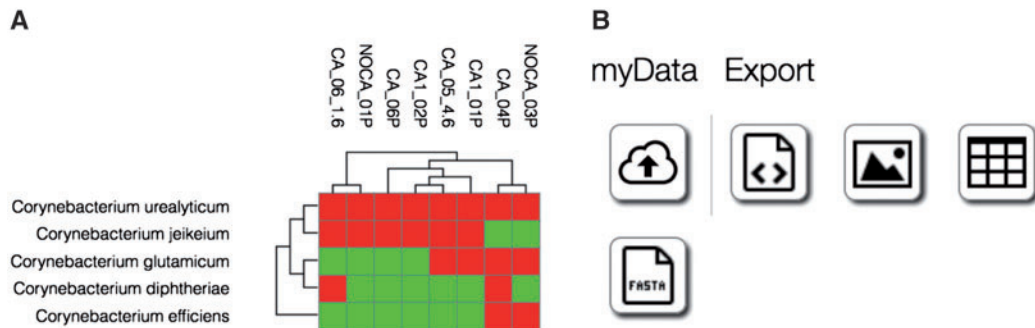 A
CA_06_1.6
NOCA_01P
CA_06P
CA1_02P
CA_05_4.6
CA1_01P
CA_04P
NOCA_03P
Corynebacterium urealyticum
Corynebacterium jeikeium
Corynebacterium glutamicum
Corynebacterium diphtheriae
Corynebacterium efficiens
B
myData Export
< >
FASTA